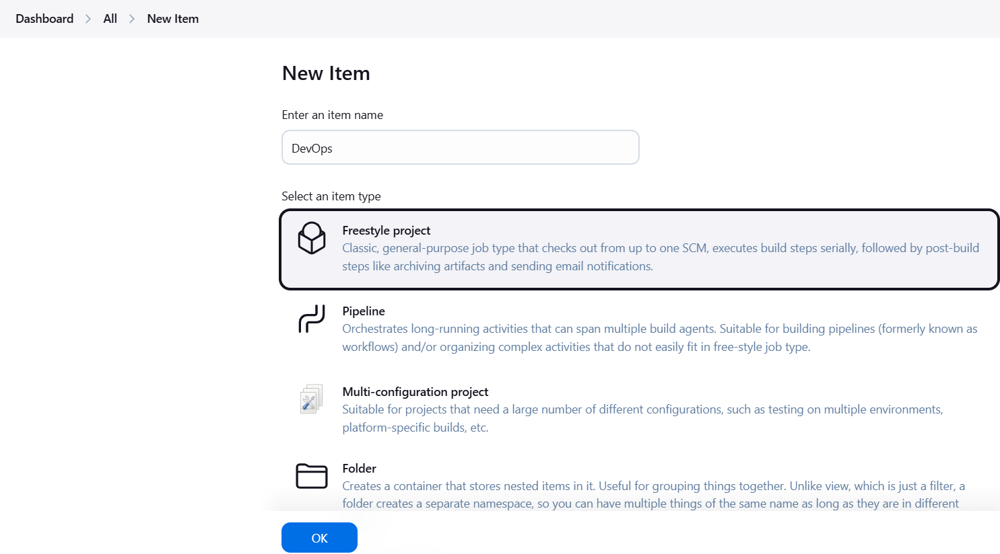 Dashboard > All > New Item
New Item
Enter an item name
DevOps
Select an item type
Freestyle project
Classic, general-purpose job type that checks out from up to one SCM, executes build steps serially, followed by post-build
steps like archiving artifacts and sending email notifications.
Pipeline
Orchestrates long-running activities that can span multiple build agents. Suitable for building pipelines (formerly known as
workflows) and/or organizing complex activities that do not easily fit in free-style job type.
Multi-configuration project
Suitable for projects that need a large number of different configurations, such as testing on multiple environments,
platform-specific builds, etc.
Folder
Creates a container that stores nested items in it. Useful for grouping things together. Unlike view, which is just a filter, a
folder creates a separate namespace, so you can have multiple things of the same name as long as they are in different
OK